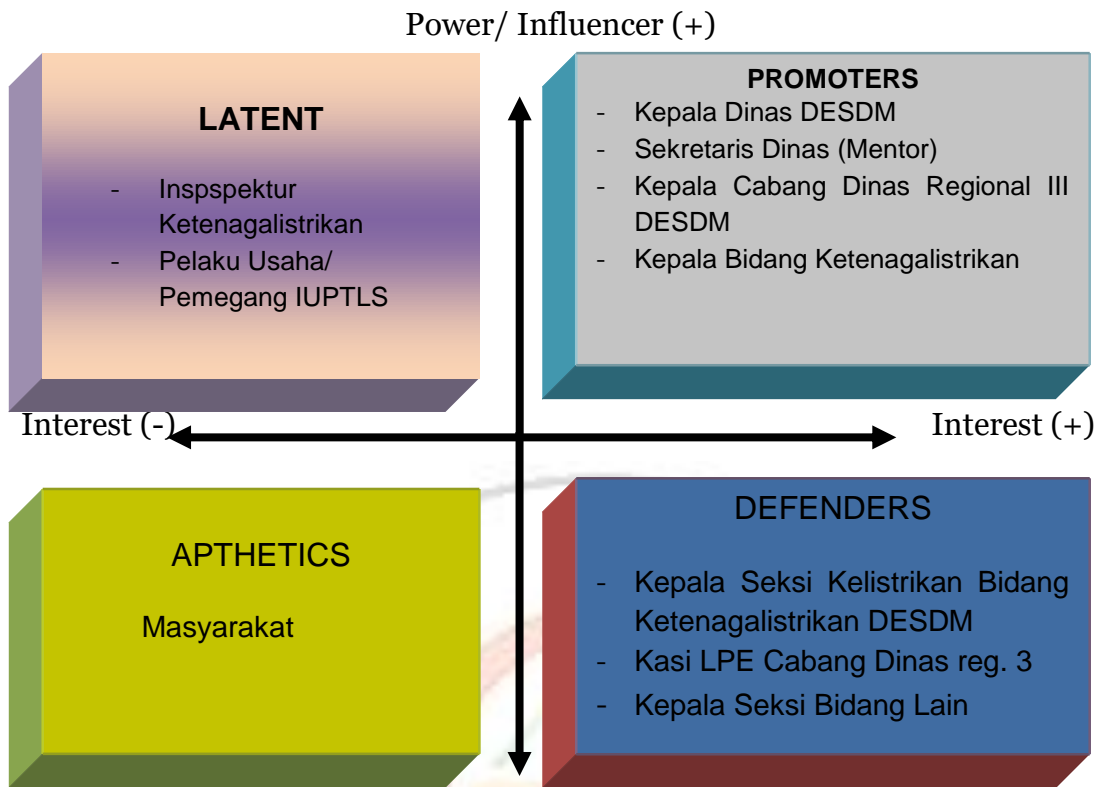 Power/ Influencer (+)
LATENT
- Inspspektur
Ketenagalistrikan
- Pelaku Usaha/
Pemegang IUPTLS
PROMOTERS
- Kepala Dinas DESDM
- Sekretaris Dinas (Mentor)
- Kepala Cabang Dinas Regional III
DESDM
- Kepala Bidang Ketenagalistrikan
Interest (-)
Interest (+)
APTHETICS
Masyarakat
DEFENDERS
- Kepala Seksi Kelistrikan Bidang
Ketenagalistrikan DESDM
- Kasi LPE Cabang Dinas reg. 3
- Kepala Seksi Bidang Lain